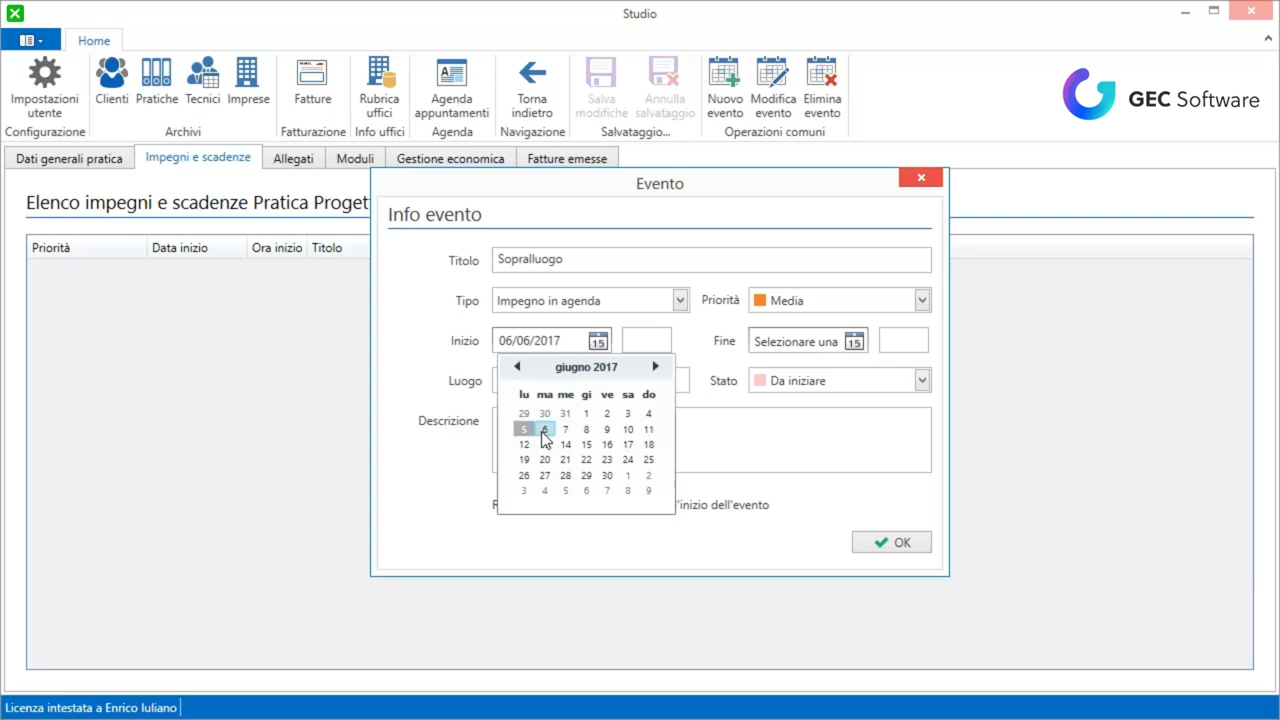 Studio
Home
Impostazioni utente
Clienti
Pratiche
Tecnici
Imprese
Fatture
Rubrica uffici
Agenda appuntamenti
Torna indietro
Salva modifiche
Annulla salvataggio
Nuovo evento
Modifica evento
Elimina evento
GEC Software
Configurazione
Archivi
Fatturazione
Info uffici
Agenda
Navigazione
Salvataggio...
Operazioni comuni
Dati generali pratica
Impegni e scadenze
Allegati
Moduli
Gestione economica
Fatture emesse
Evento
Elenco impegni e scadenze Pratica Proget
Info evento
Priorità
Data inizio
Ora inizio
Titolo
Titolo Sopralluogo
Tipo Impegno in agenda Priorità Media
Inizio 06/06/2017 15 Fine Selezionare una 15
Luogo Stato Da iniziare
Descrizione
giugno 2017
lu ma me gi ve sa do
29 30 31 1 2 3 4
5 6 7 8 9 10 11
12 14 15 16 17 18
19 20 21 22 23 24 25
26 27 28 29 30 1 2
3 4 5 6 7 8 9
'inizio dell'evento
OK
Licenza intestata a Enrico Iuliano